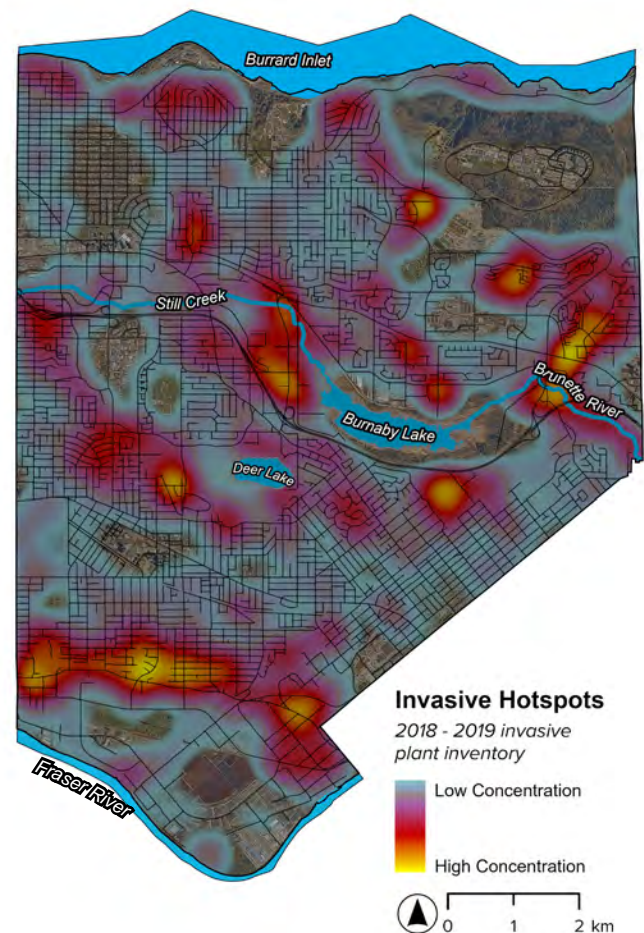 Burrard Inlet
Still Creek
Brunette River
Burnaby Lake
Deer Lake
Fraser River
Invasive Hotspots
2018 - 2019 invasive
plant inventory
Low Concentration
High Concentration
0 1 2 km